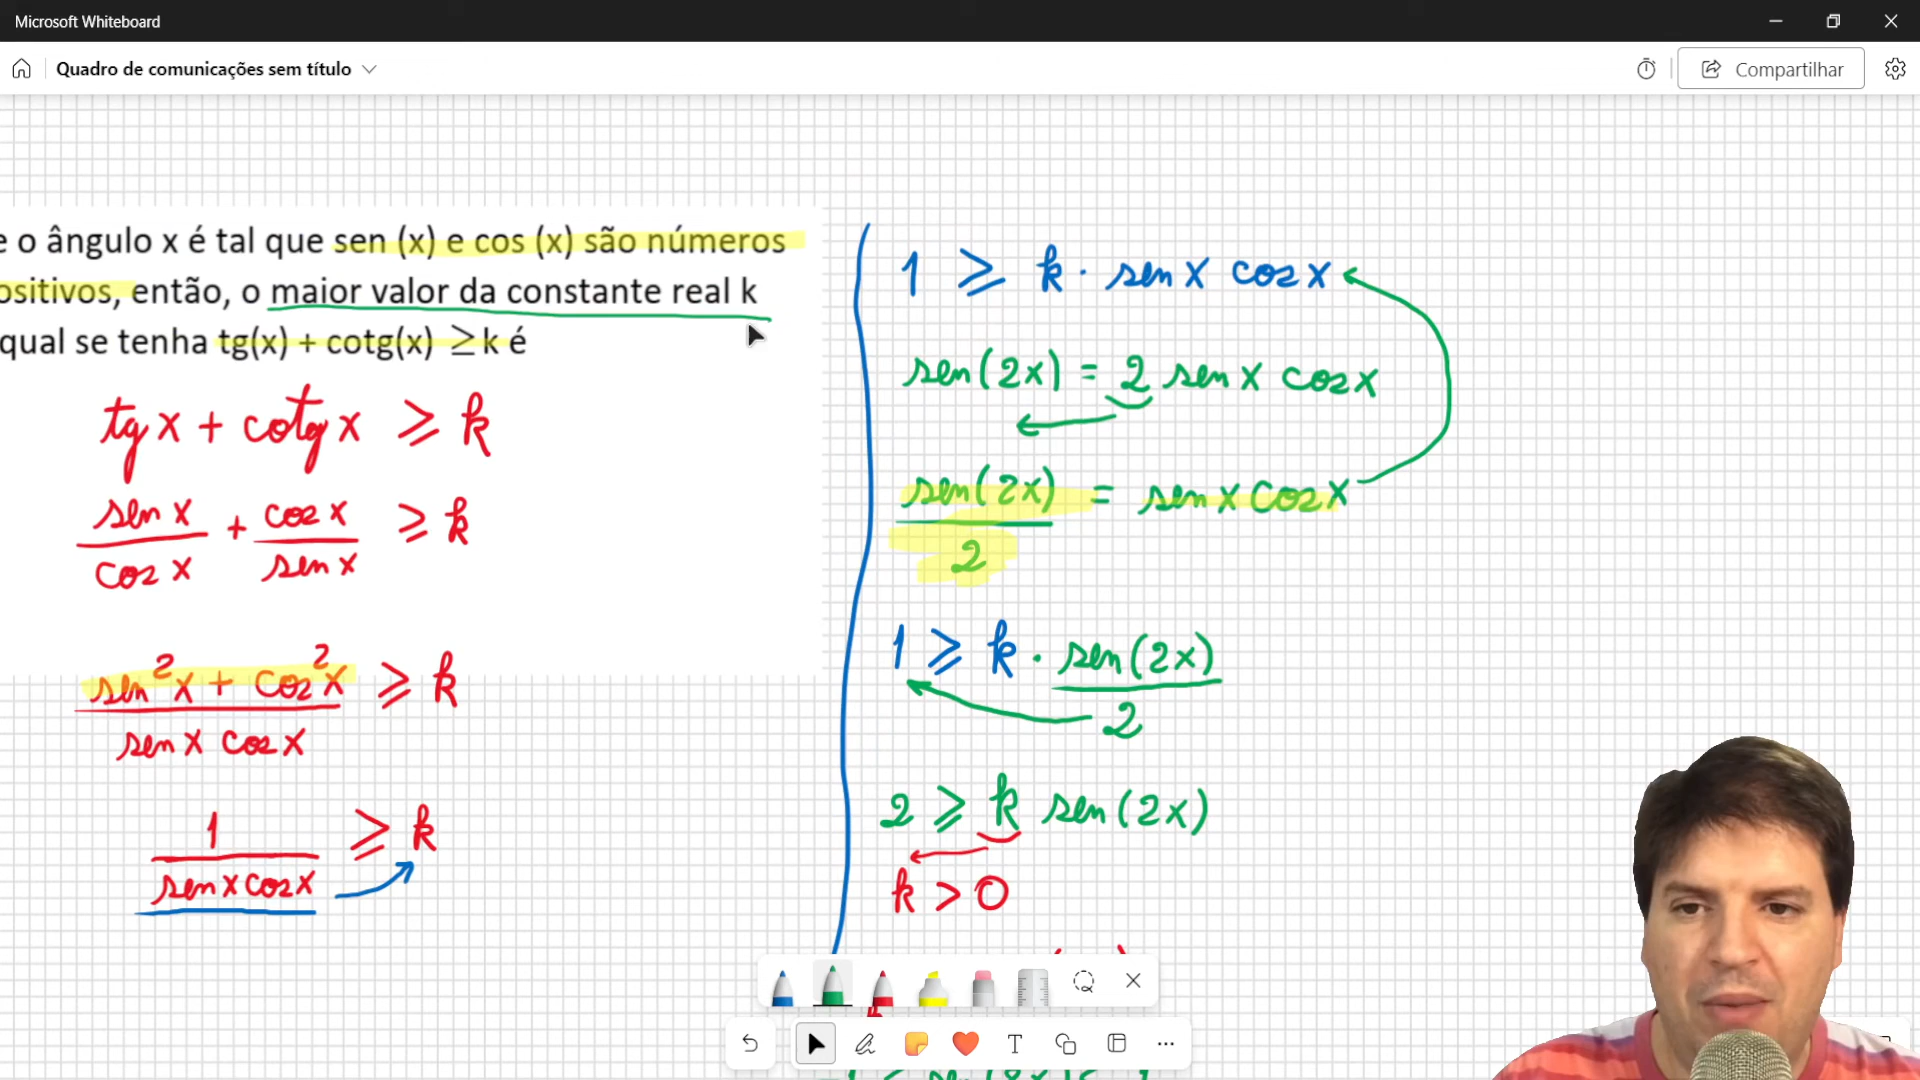 Microsoft Whiteboard
Quadro de comunicações sem título
Compartilhar
e o ângulo x é tal que sen (x) e cos (x) são números
ositivos, então, o maior valor da constante real k
qual se tenha tg(x) + cotg(x) ≥ k é
tg x + cotg x ≥ k
sen x / cos x + cos x / sen x ≥ k
sen² x + cos² x / sen x cos x ≥ k
1 / sen x cos x ≥ k
1 ≥ k · sen x cos x
sen(2x) = 2 sen x cos x
sen(2x) / 2 = sen x cos x
1 ≥ k · sen(2x) / 2
2 ≥ k sen(2x)
k > 0